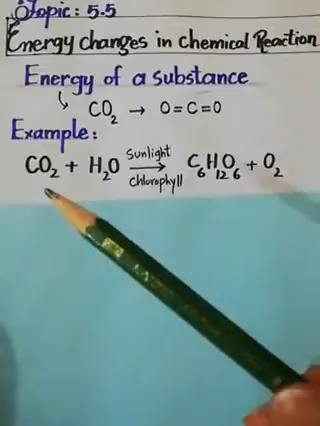 Topic: 5.5
Energy changes in Chemical Reaction
Energy of a substance
↳ CO₂ → O=C=O
Example:
CO₂ + H₂O sunlight → chlorophyll C₆H₁₂O₆ + O₂